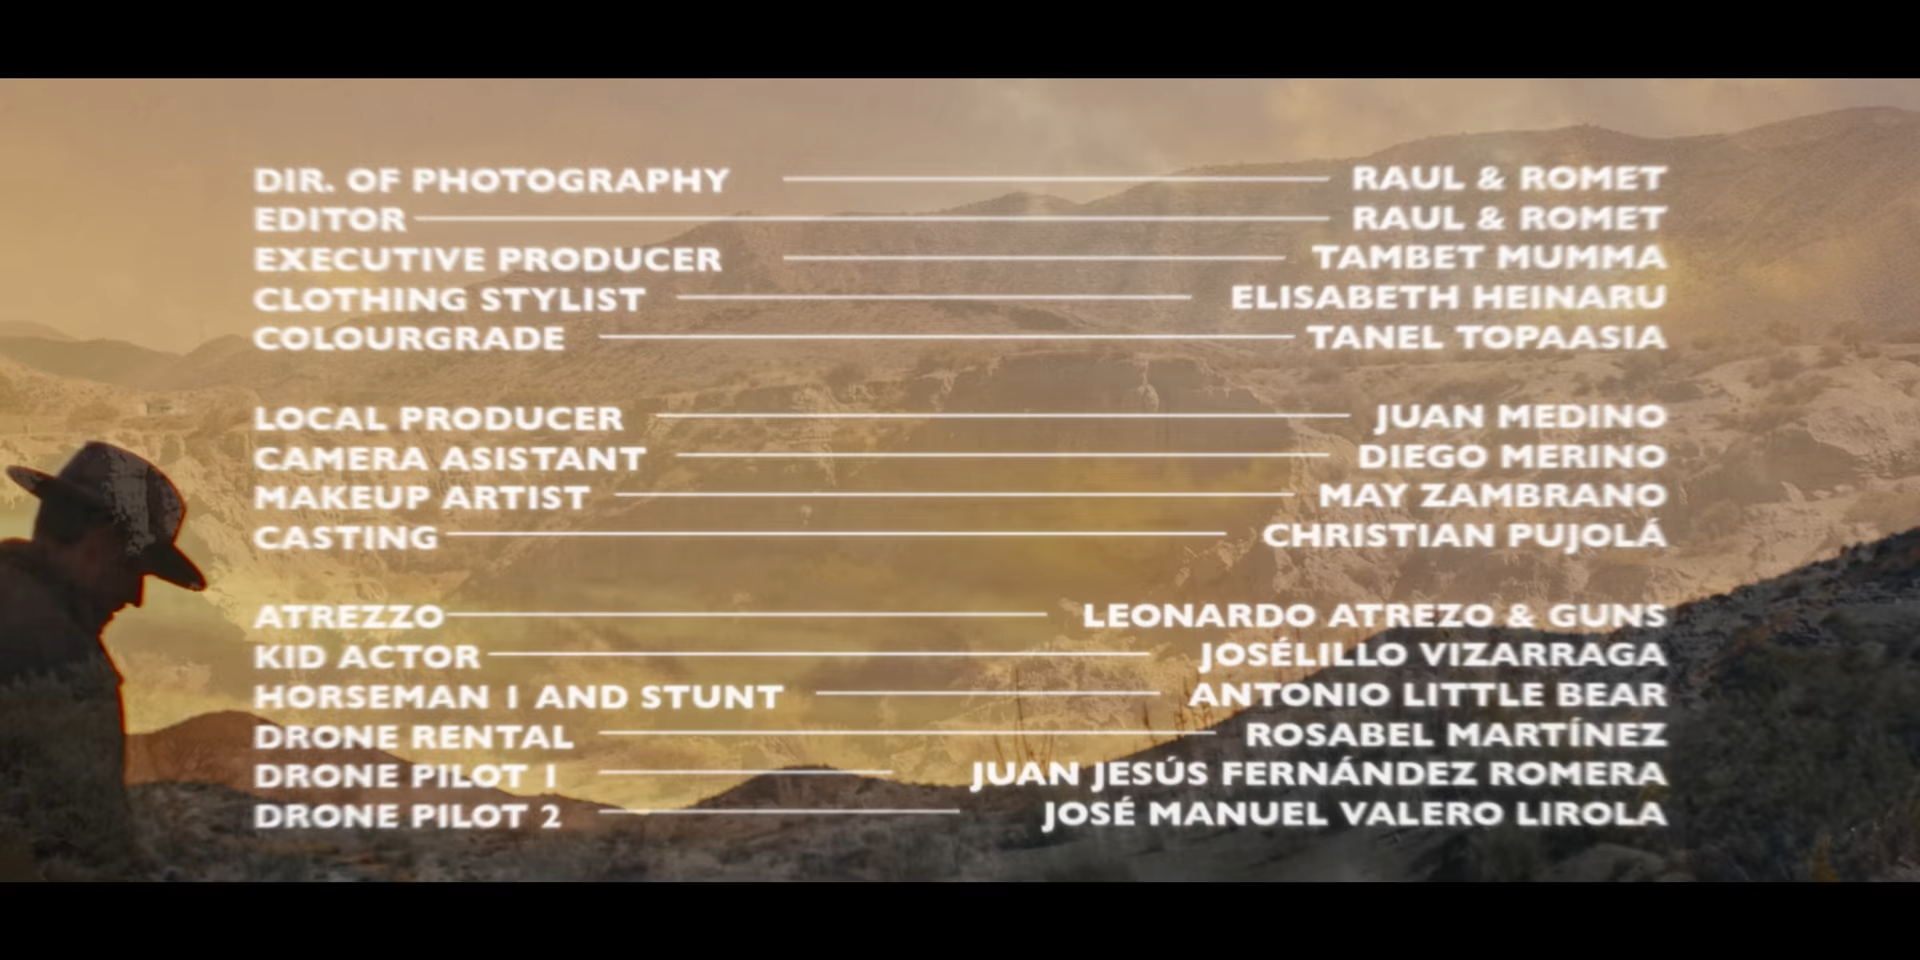 DIR. OF PHOTOGRAPHY RAUL & ROMET
EDITOR RAUL & ROMET
EXECUTIVE PRODUCER TAMBET MUMMA
CLOTHING STYLIST ELISABETH HEINARU
COLOURGRADE TANEL TOPAASIA
LOCAL PRODUCER JUAN MEDINO
CAMERA ASISTANT DIEGO MERINO
MAKEUP ARTIST MAY ZAMBRANO
CASTING CHRISTIAN PUJOLÁ
ATREZZO LEONARDO ATREZO & GUNS
KID ACTOR JOSÉLILLO VIZARRAGA
HORSEMAN 1 AND STUNT ANTONIO LITTLE BEAR
DRONE RENTAL ROSABEL MARTÍNEZ
DRONE PILOT 1 JUAN JESÚS FERNÁNDEZ ROMERA
DRONE PILOT 2 JOSÉ MANUEL VALERO LIROLA